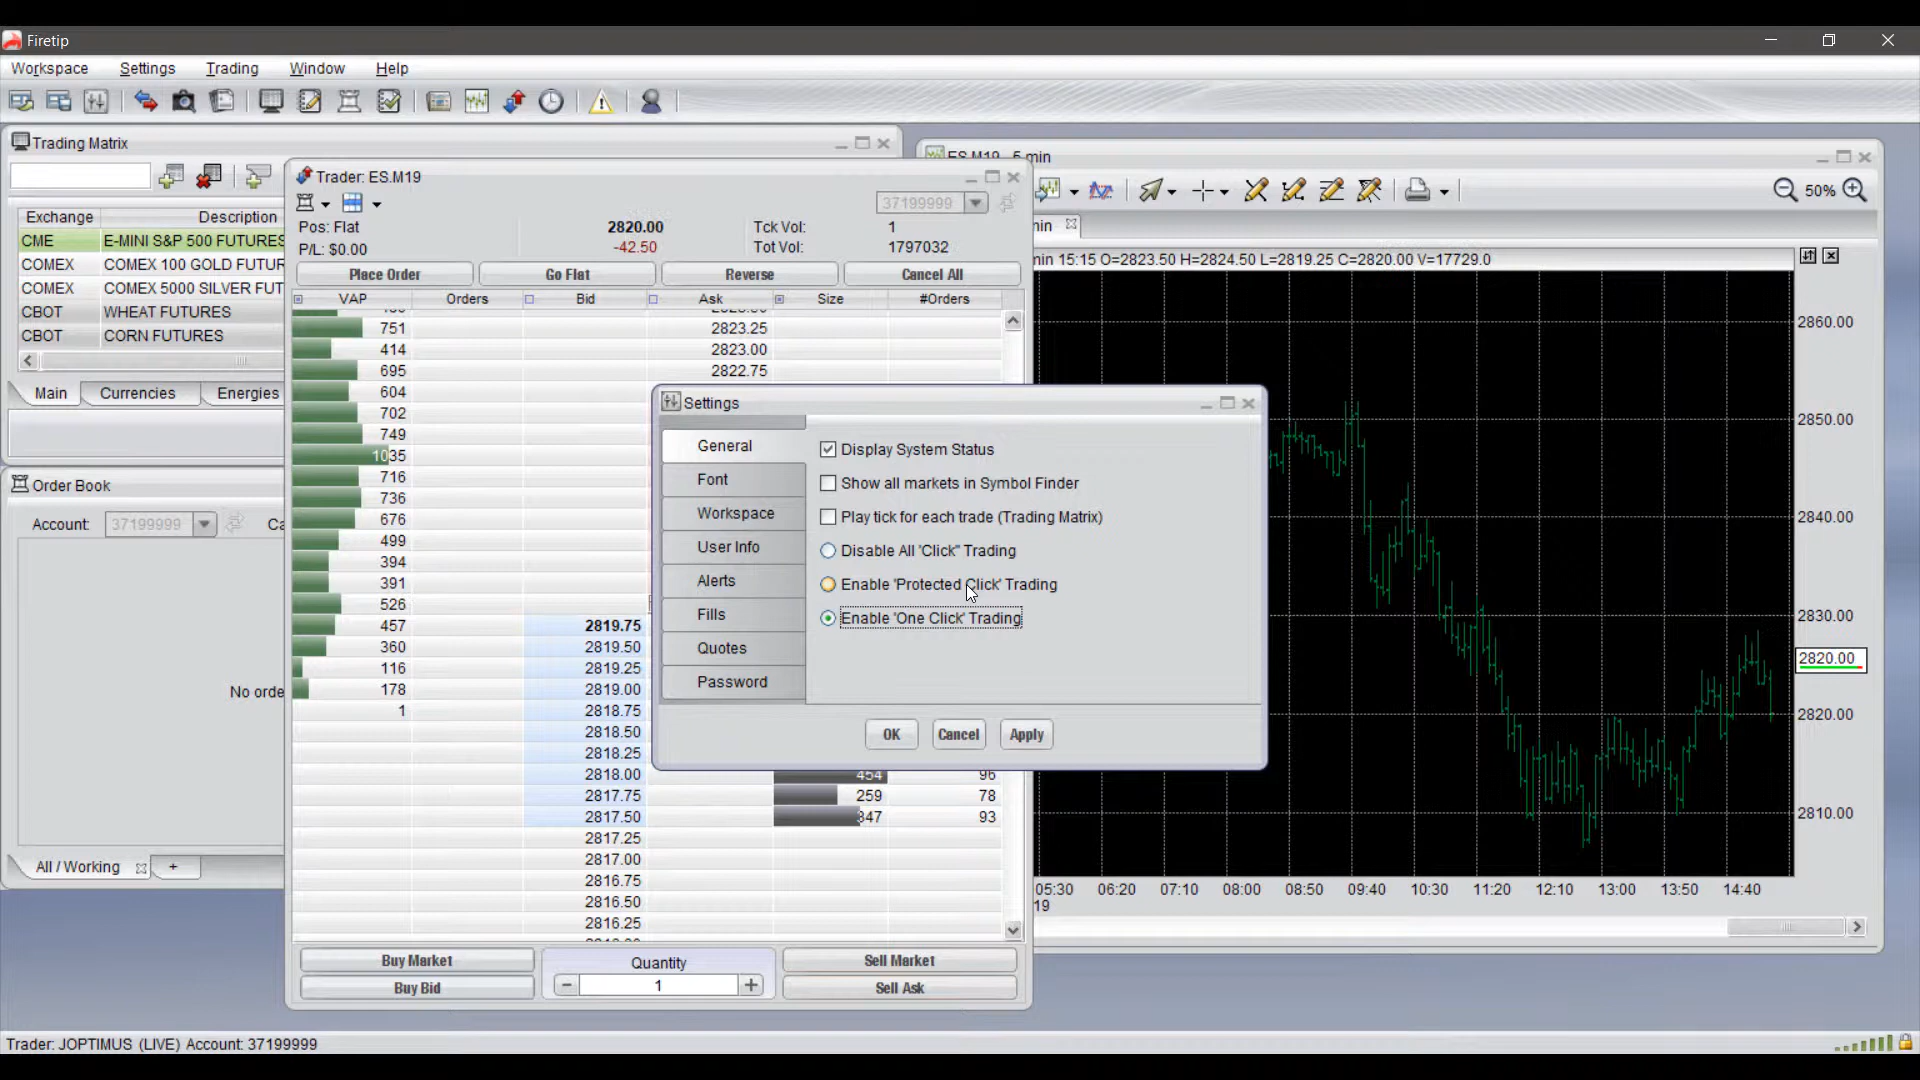 Firetip
Workspace Settings Trading Window Help
Trading Matrix
Exchange Description
CME E-MINI S&P 500 FUTURES
COMEX COMEX 100 GOLD FUTUR
COMEX COMEX 5000 SILVER FUT
CBOT WHEAT FUTURES
CBOT CORN FUTURES
Main Currencies Energies
Order Book
Account: 37199999 Ca
No orde
All / Working +
Trader: ES.M19
37199999
Pos: Flat 2820.00 Tck Vol: 1
P/L: $0.00 -42.50 Tot Vol: 1797032
Place Order Go Flat Reverse Cancel All
VAP Orders Bid Ask Size #Orders
751 2823.25
414 2823.00
695 2822.75
604
702
749
1035
716
736
676
499
394
391
526
457 2819.75
360 2819.50
116 2819.25
178 2819.00
1 2818.75
2818.50
2818.25
2818.00 454 96
2817.75 259 78
2817.50 347 93
2817.25
2817.00
2816.75
2816.50
2816.25
Buy Market Quantity Sell Market
Buy Bid − 1 + Sell Ask
Settings
General
Font
Workspace
User Info
Alerts
Fills
Quotes
Password
Display System Status
Show all markets in Symbol Finder
Play tick for each trade (Trading Matrix)
Disable All 'Click" Trading
Enable 'Protected Click' Trading
Enable 'One Click' Trading
OK Cancel Apply
ES.M19 - 5 min
50%
min
min 15:15 O=2823.50 H=2824.50 L=2819.25 C=2820.00 V=17729.0
2860.00
2850.00
2840.00
2830.00
2820.00
2820.00
2810.00
05:30 06:20 07:10 08:00 08:50 09:40 10:30 11:20 12:10 13:00 13:50 14:40
19
Trader: JOPTIMUS (LIVE) Account: 37199999